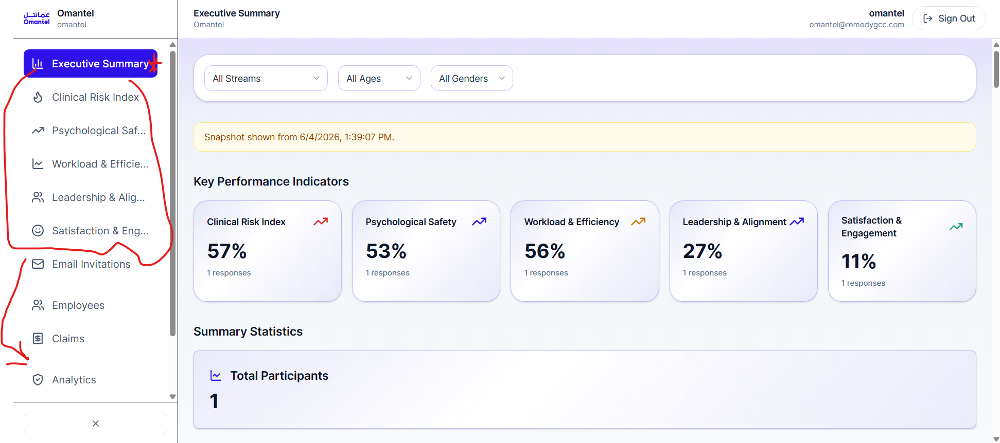 عمانتل
Omantel
Omantel
omantel
Executive Summary
Clinical Risk Index
Psychological Saf...
Workload & Efficie...
Leadership & Alig...
Satisfaction & Eng...
Email Invitations
Employees
Claims
Analytics
Executive Summary
Omantel
omantel
omantel@remedygcc.com
Sign Out
All Streams
All Ages
All Genders
Snapshot shown from 6/4/2026, 1:39:07 PM.
Key Performance Indicators
Clinical Risk Index
57%
1 responses
Psychological Safety
53%
1 responses
Workload & Efficiency
56%
1 responses
Leadership & Alignment
27%
1 responses
Satisfaction &
Engagement
11%
1 responses
Summary Statistics
Total Participants
1